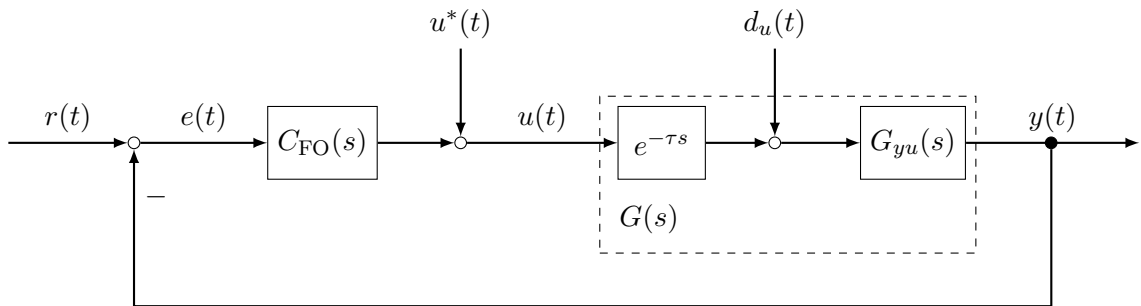 u*(t)
d_u(t)
r(t)
e(t)
C_FO(s)
u(t)
e^{-τs}
G_yu(s)
y(t)
−
G(s)